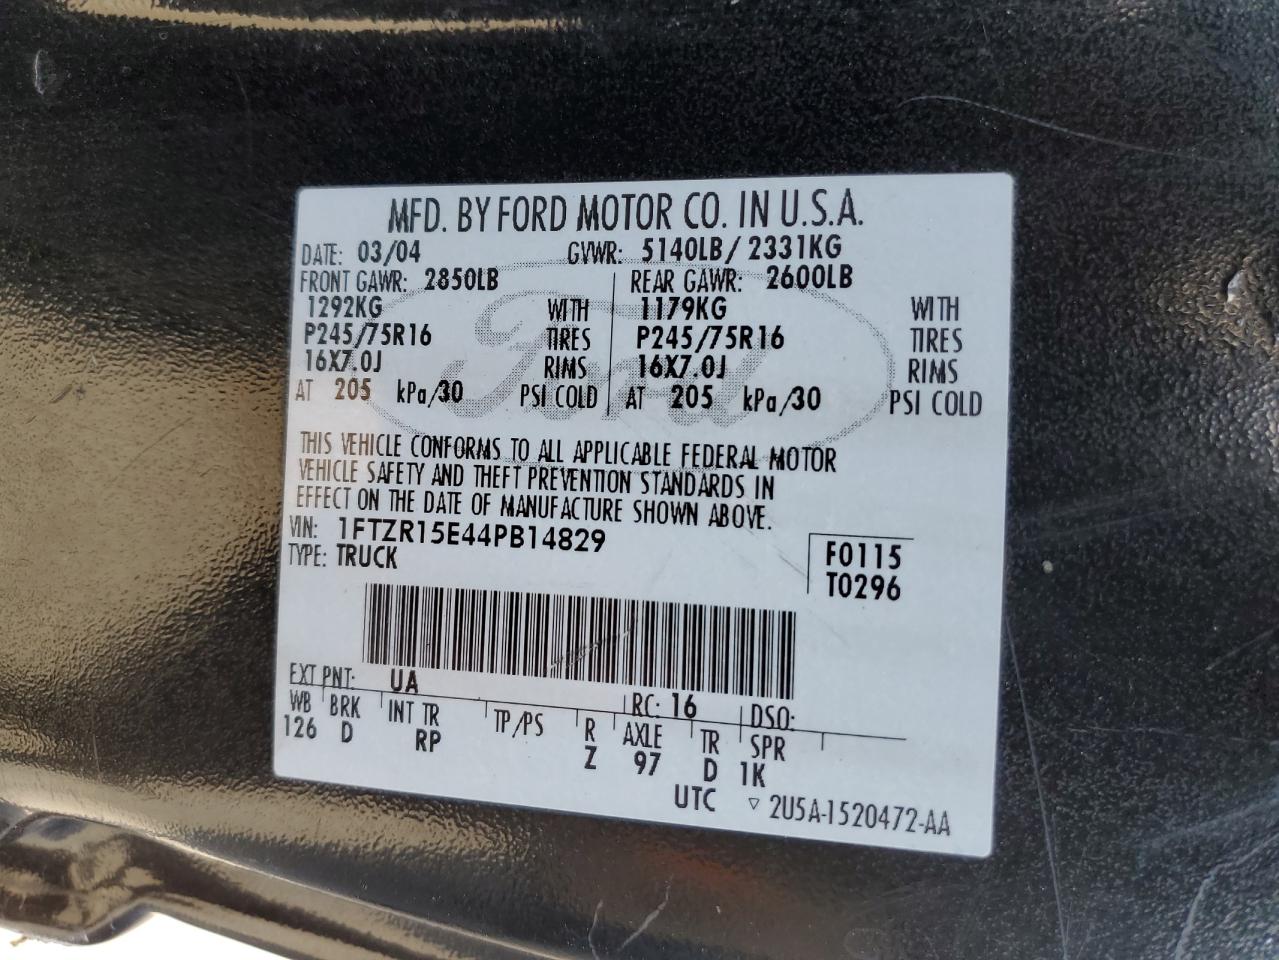 MFD. BY FORD MOTOR CO. IN U.S.A.
DATE: 03/04 GVWR: 5140LB/2331KG
FRONT GAWR: 2850LB REAR GAWR: 2600LB
1292KG WITH 1179KG WITH
P245/75R16 TIRES P245/75R16 TIRES
16X7.0J RIMS 16X7.0J RIMS
AT 205 kPa/30 PSI COLD AT 205 kPa/30 PSI COLD
Ford
THIS VEHICLE CONFORMS TO ALL APPLICABLE FEDERAL MOTOR
VEHICLE SAFETY AND THEFT PREVENTION STANDARDS IN
EFFECT ON THE DATE OF MANUFACTURE SHOWN ABOVE.
VIN: 1FTZR15E44PB14829
TYPE: TRUCK
F0115
T0296
EXT PNT: UA RC: 16 DSO:
WB BRK INT TR TP/PS R AXLE TR SPR
126 D RP Z 97 D 1K
UTC ▽ 2U5A-1520472-AA